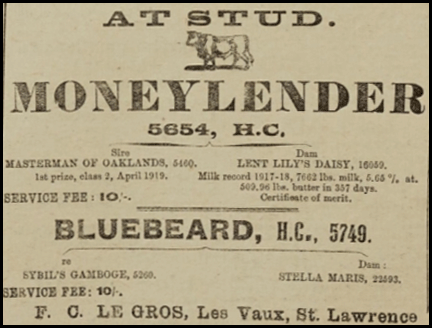 AT STUD.
MONEYLENDER
5654, H.C.
Sire Dam
MASTERMAN OF OAKLANDS, 5460. LENT LILY'S DAISY, 16059.
1st prize, class 2, April 1919. Milk record 1917-18, 7662 lbs. milk, 5.65 % at.
509.96 lbs. butter in 357 days.
SERVICE FEE: 10/-. Certificate of merit.
BLUEBEARD, H.C., 5749.
re Dam:
SYBIL'S GAMBOGE, 5260. STELLA MARIS, 22593.
SERVICE FEE: 10/-.
F. C. LE GROS, Les Vaux, St. Lawrence